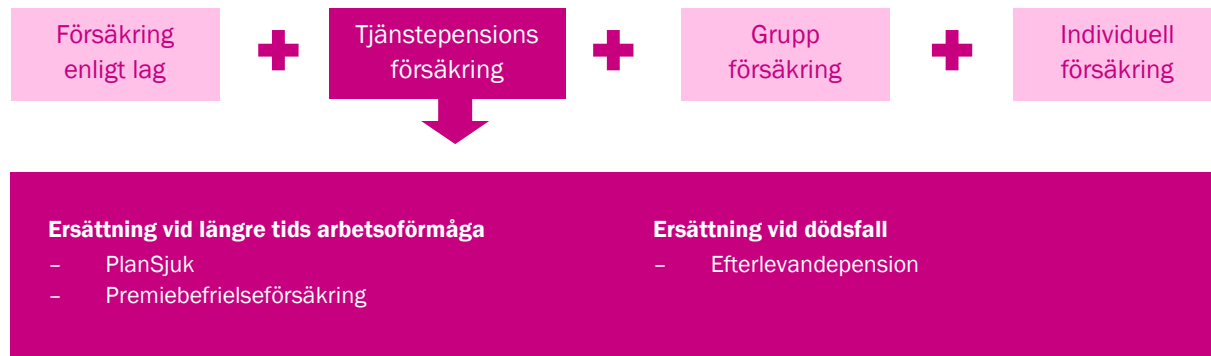 Försäkring
enligt lag
Tjänstepensions
försäkring
Grupp
försäkring
Individuell
försäkring
Ersättning vid längre tids arbetsoförmåga
– PlanSjuk
– Premiebefrielseförsäkring
Ersättning vid dödsfall
– Efterlevandepension